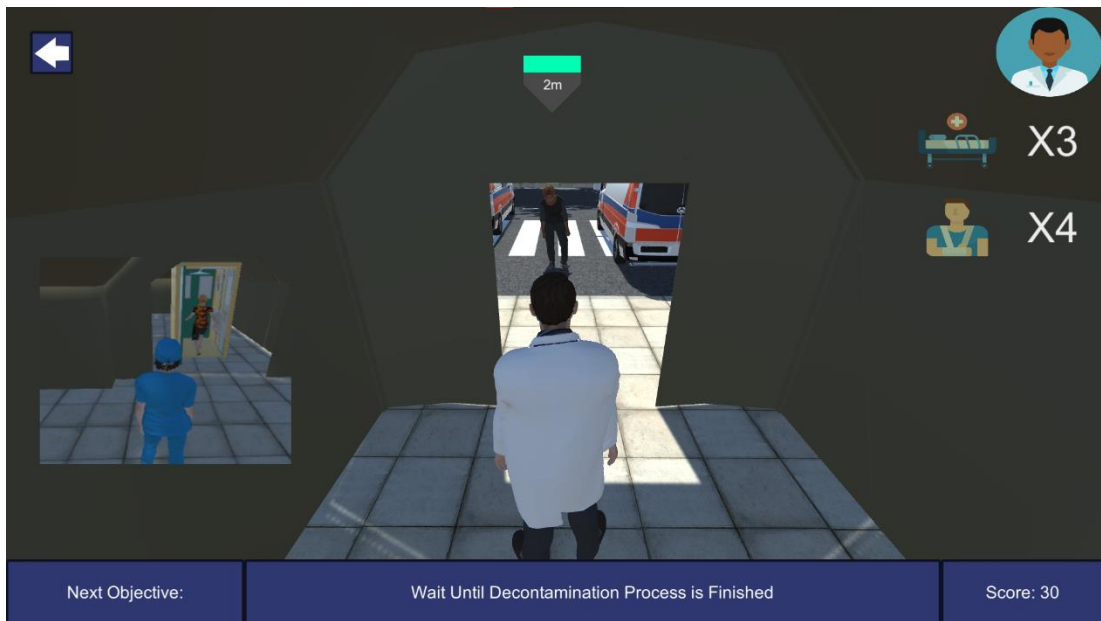 2m
X3
X4
Next Objective:
Wait Until Decontamination Process is Finished
Score: 30